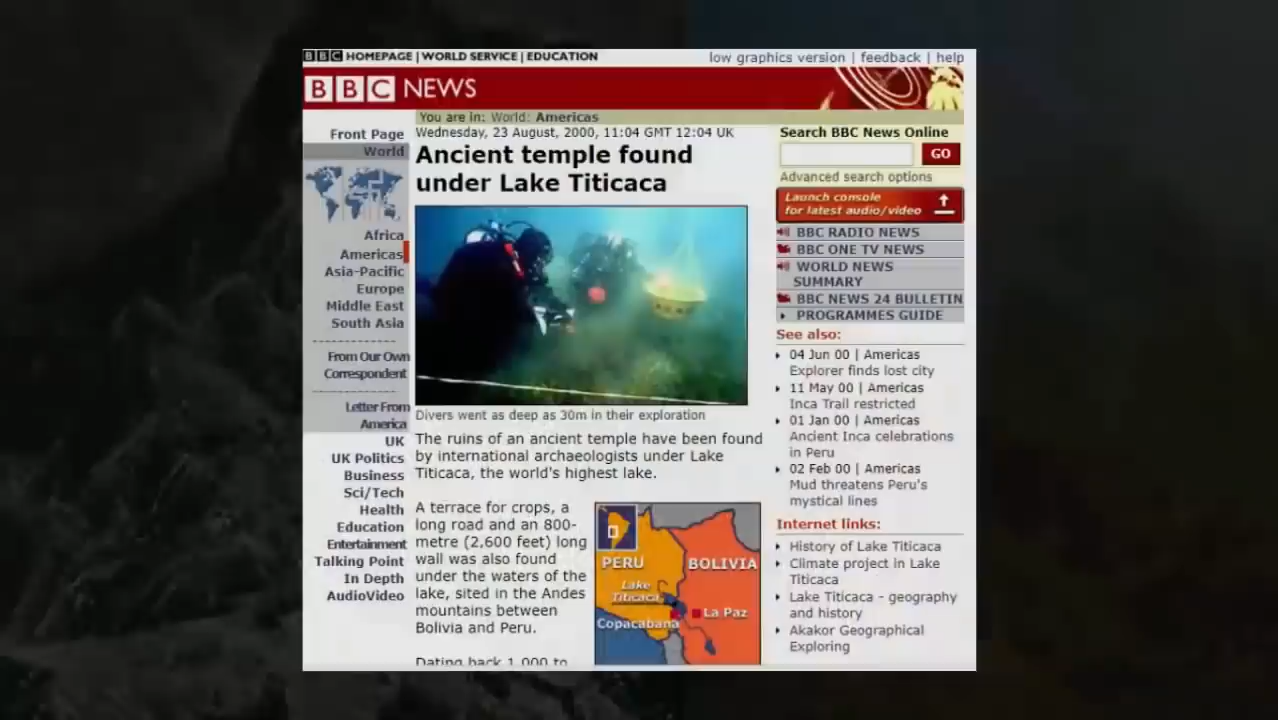 BBC HOMEPAGE | WORLD SERVICE | EDUCATION
low graphics version | feedback | help
BBC NEWS
You are in: World: Americas
Front Page
World
Africa
Americas
Asia-Pacific
Europe
Middle East
South Asia
From Our Own
Correspondent
Letter From
America
UK
UK Politics
Business
Sci/Tech
Health
Education
Entertainment
Talking Point
In Depth
AudioVideo
Wednesday, 23 August, 2000, 11:04 GMT 12:04 UK
Ancient temple found
under Lake Titicaca
Divers went as deep as 30m in their exploration
The ruins of an ancient temple have been found
by international archaeologists under Lake
Titicaca, the world's highest lake.
A terrace for crops, a
long road and an 800-
metre (2,600 feet) long
wall was also found
under the waters of the
lake, sited in the Andes
mountains between
Bolivia and Peru.
Dating back 1,000 to
PERU
BOLIVIA
Lake
Titicaca
La Paz
Copacabana
Search BBC News Online
GO
Advanced search options
Launch console
for latest audio/video
BBC RADIO NEWS
BBC ONE TV NEWS
WORLD NEWS
SUMMARY
BBC NEWS 24 BULLETIN
PROGRAMMES GUIDE
See also:
04 Jun 00 | Americas
Explorer finds lost city
11 May 00 | Americas
Inca Trail restricted
01 Jan 00 | Americas
Ancient Inca celebrations
in Peru
02 Feb 00 | Americas
Mud threatens Peru's
mystical lines
Internet links:
History of Lake Titicaca
Climate project in Lake
Titicaca
Lake Titicaca - geography
and history
Akakor Geographical
Exploring